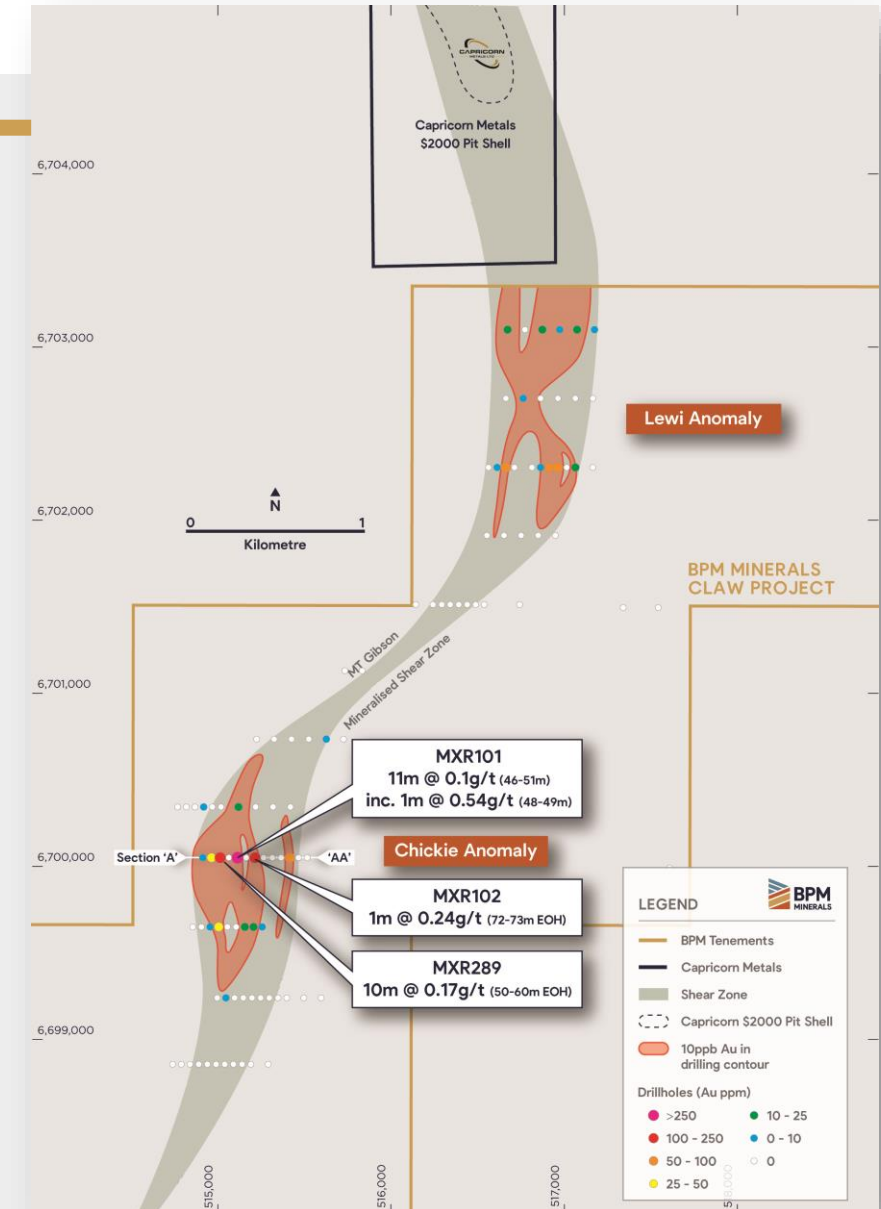 CAPRICORN
METALS LTD
Capricorn Metals
$2000 Pit Shell
6,704,000
6,703,000
Lewi Anomaly
6,702,000
N
0 1
Kilometre
BPM MINERALS
CLAW PROJECT
MT Gibson
Mineralised Shear Zone
6,701,000
MXR101
11m @ 0.1g/t (46-51m)
inc. 1m @ 0.54g/t (48-49m)
6,700,000
Section ‘A’
‘AA’
Chickie Anomaly
MXR102
1m @ 0.24g/t (72-73m EOH)
MXR289
10m @ 0.17g/t (50-60m EOH)
6,699,000
LEGEND
BPM
MINERALS
BPM Tenements
Capricorn Metals
Shear Zone
Capricorn $2000 Pit Shell
10ppb Au in
drilling contour
Drillholes (Au ppm)
>250
100 - 250
50 - 100
25 - 50
10 - 25
0 - 10
0
515,000
516,000
517,000
518,000